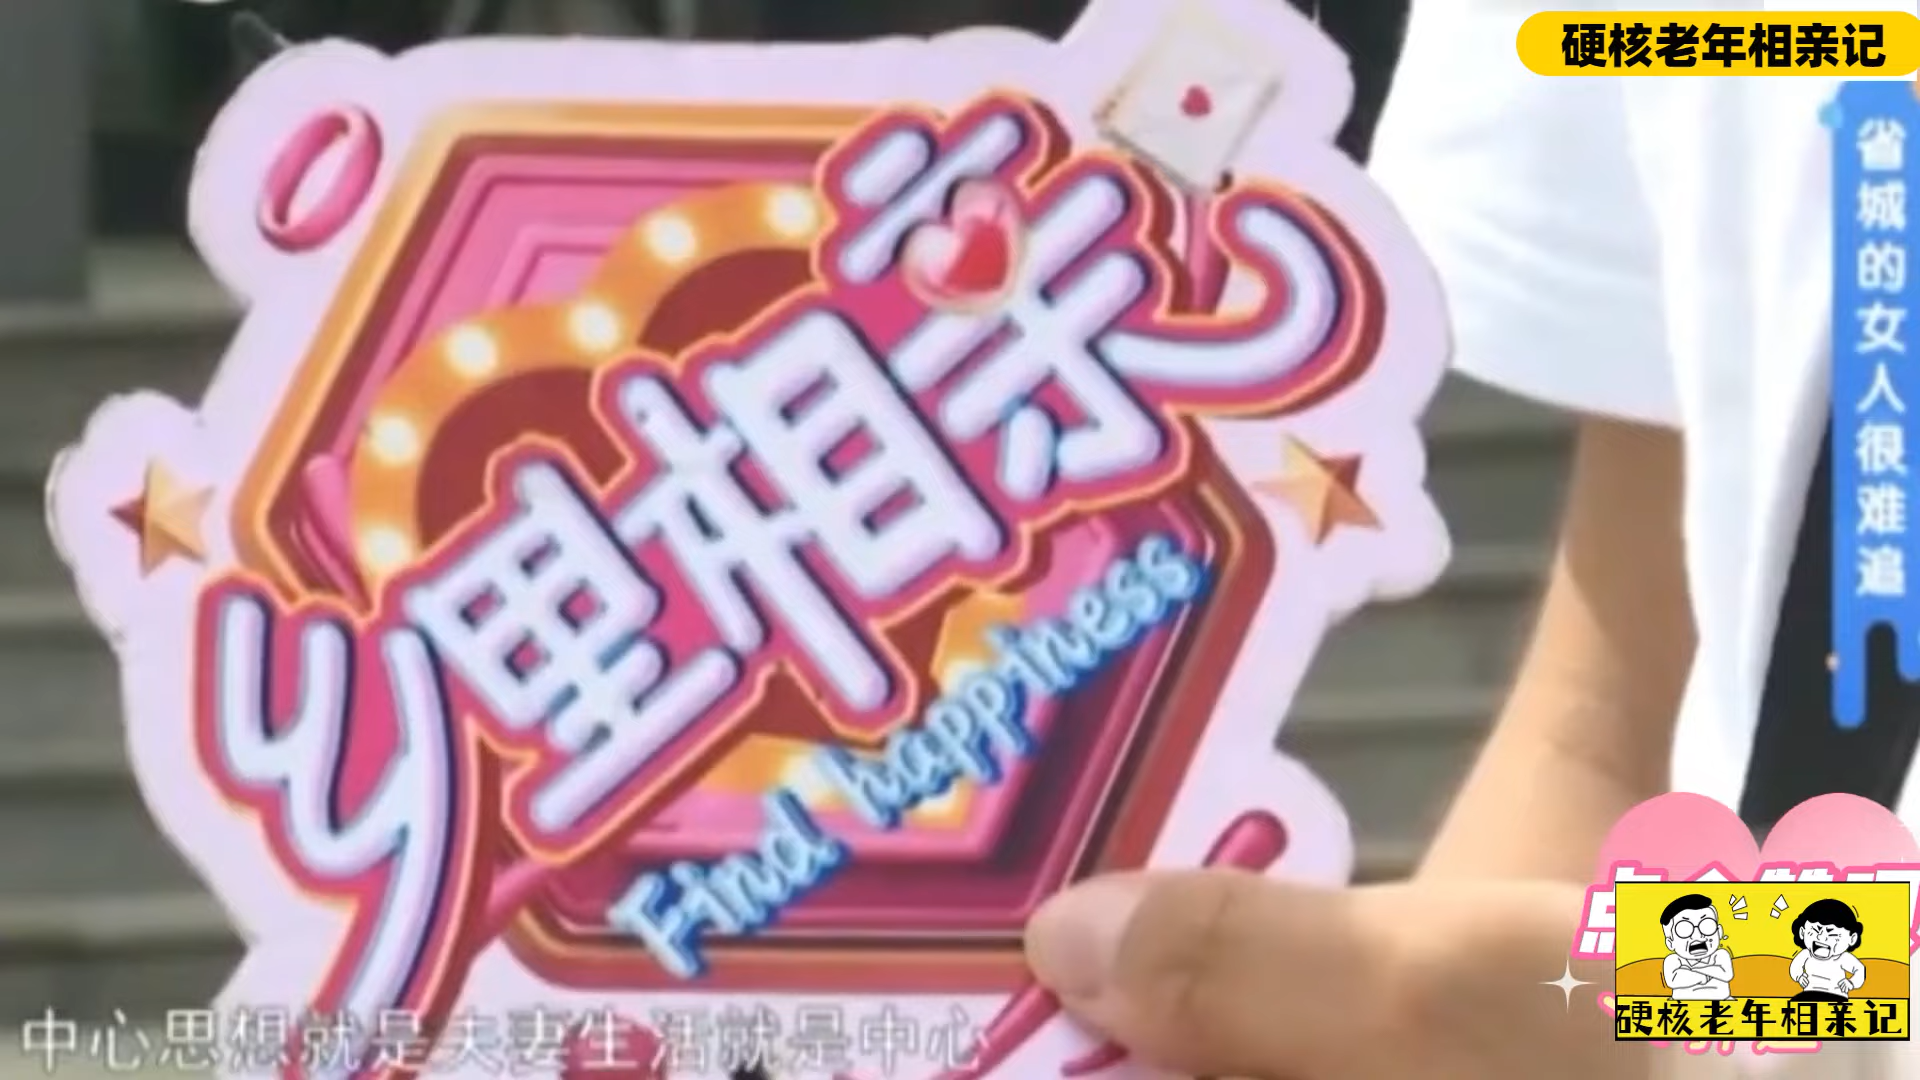 硬核老年相亲记
省城的女人很难追
乡里相亲
Find happiness
中心思想就是夫妻生活就是中心
硬核老年相亲记